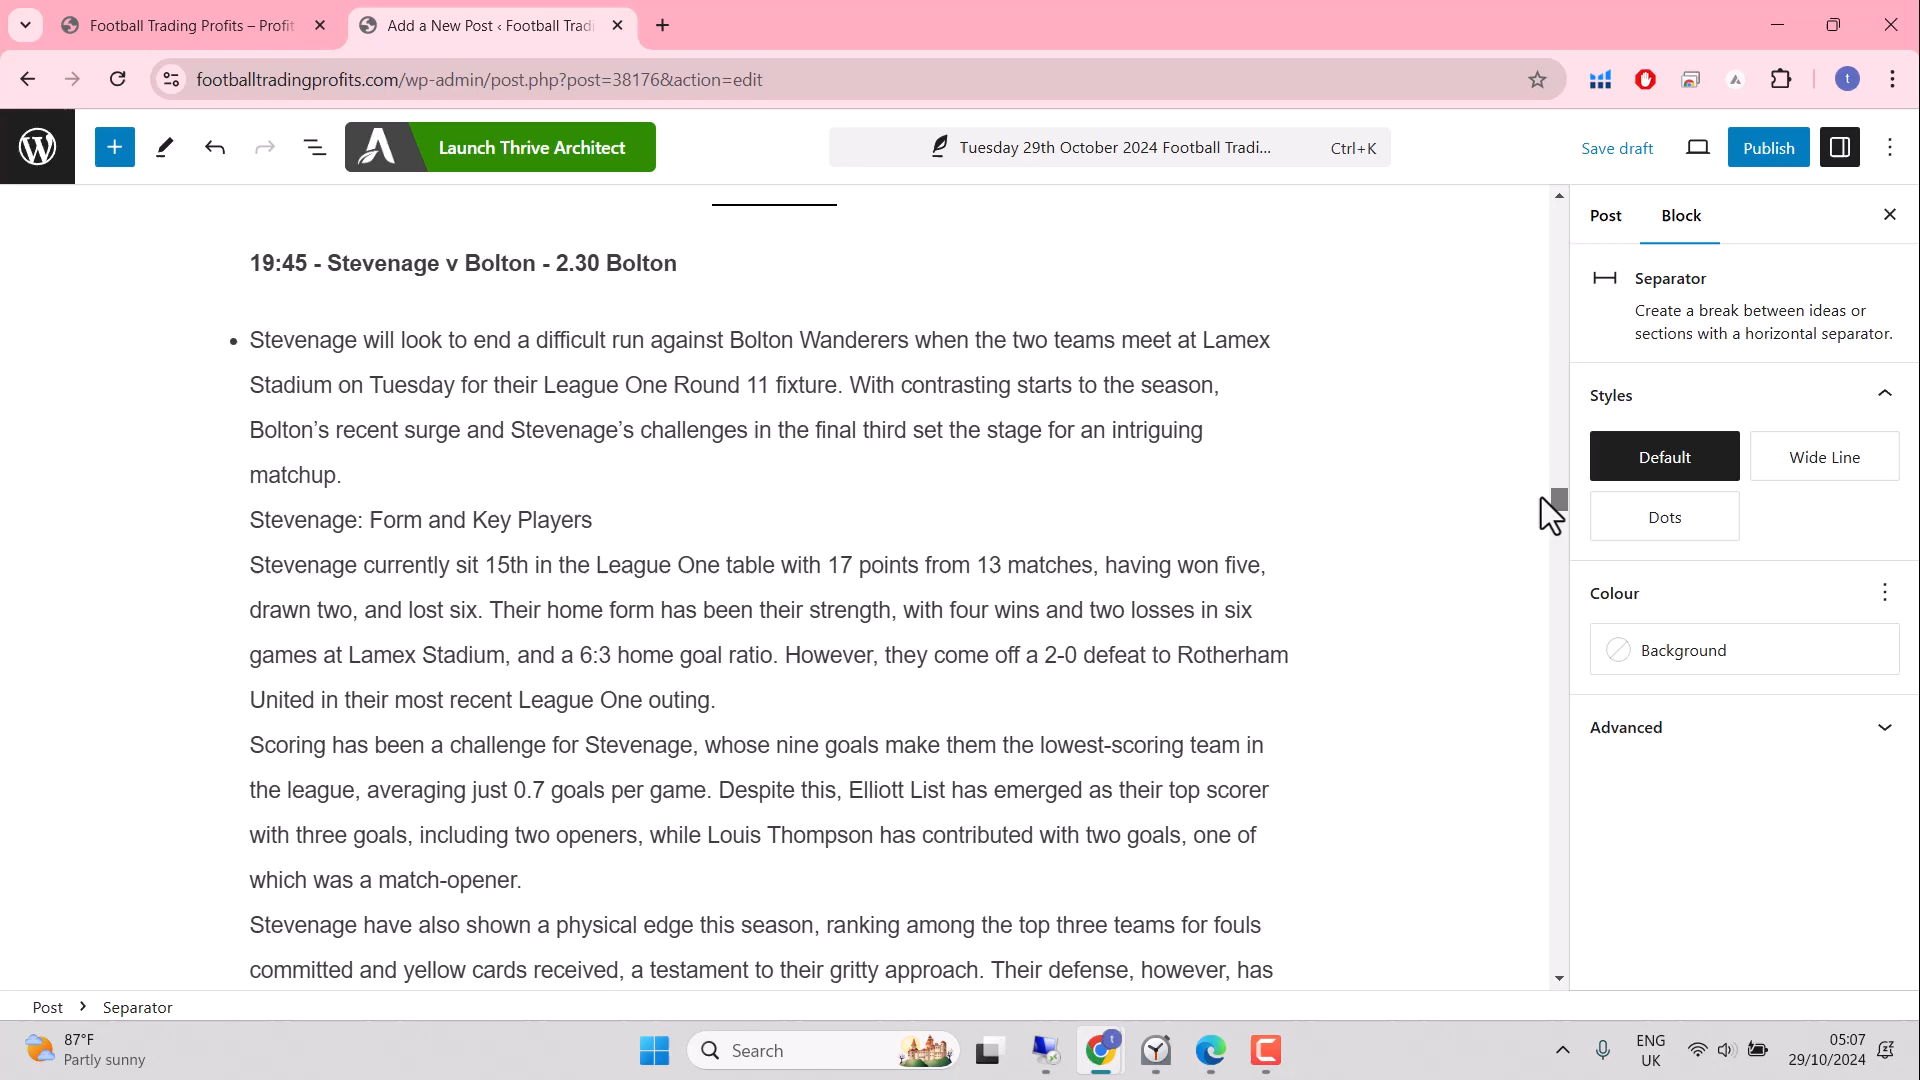 Football Trading Profits – Profit
Add a New Post ‹ Football Tradi
footballtradingprofits.com/wp-admin/post.php?post=38176&action=edit
t
Launch Thrive Architect
Tuesday 29th October 2024 Football Tradi...
Ctrl+K
Save draft
Publish
19:45 - Stevenage v Bolton - 2.30 Bolton
• Stevenage will look to end a difficult run against Bolton Wanderers when the two teams meet at Lamex
Stadium on Tuesday for their League One Round 11 fixture. With contrasting starts to the season,
Bolton’s recent surge and Stevenage’s challenges in the final third set the stage for an intriguing
matchup.
Stevenage: Form and Key Players
Stevenage currently sit 15th in the League One table with 17 points from 13 matches, having won five,
drawn two, and lost six. Their home form has been their strength, with four wins and two losses in six
games at Lamex Stadium, and a 6:3 home goal ratio. However, they come off a 2-0 defeat to Rotherham
United in their most recent League One outing.
Scoring has been a challenge for Stevenage, whose nine goals make them the lowest-scoring team in
the league, averaging just 0.7 goals per game. Despite this, Elliott List has emerged as their top scorer
with three goals, including two openers, while Louis Thompson has contributed with two goals, one of
which was a match-opener.
Stevenage have also shown a physical edge this season, ranking among the top three teams for fouls
committed and yellow cards received, a testament to their gritty approach. Their defense, however, has
Post
Block
Separator
Create a break between ideas or
sections with a horizontal separator.
Styles
Default
Wide Line
Dots
Colour
Background
Advanced
Post
Separator
87°F
Partly sunny
Search
t
ENG
UK
05:07
29/10/2024